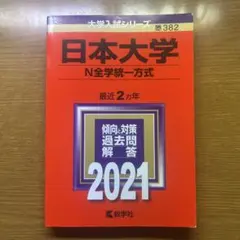 大学入試シリーズ
382
日本大学
N全学統一方式
最近2カ年
傾向と対策
過去問
解答
2021
教学社